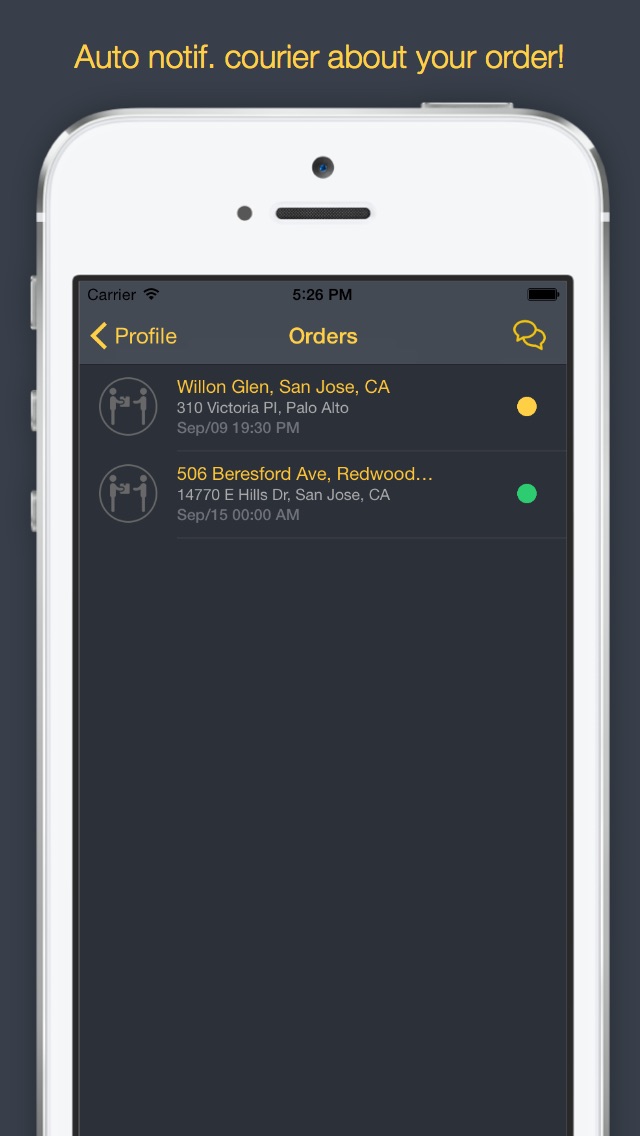 Auto notif. courier about your order!
Carrier 5:26 PM
Profile Orders
Willon Glen, San Jose, CA
310 Victoria Pl, Palo Alto
Sep/09 19:30 PM
506 Beresford Ave, Redwood…
14770 E Hills Dr, San Jose, CA
Sep/15 00:00 AM